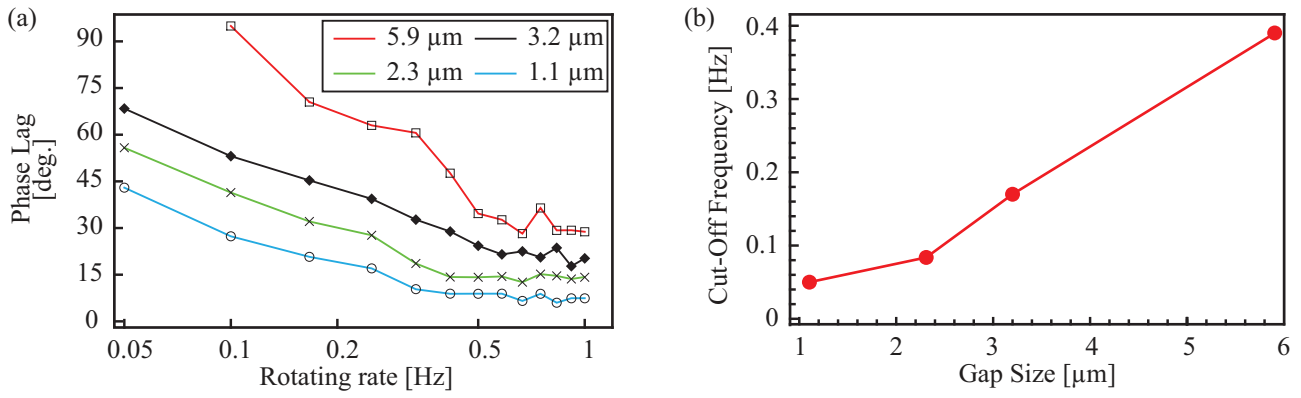 (a)
Phase Lag
[deg.]
90
75
60
45
30
15
0
5.9 µm
3.2 µm
2.3 µm
1.1 µm
0.05
0.1
0.2
0.5
1
Rotating rate [Hz]
(b)
Cut-Off Frequency [Hz]
0.4
0.3
0.2
0.1
0
1
2
3
4
5
6
Gap Size [µm]